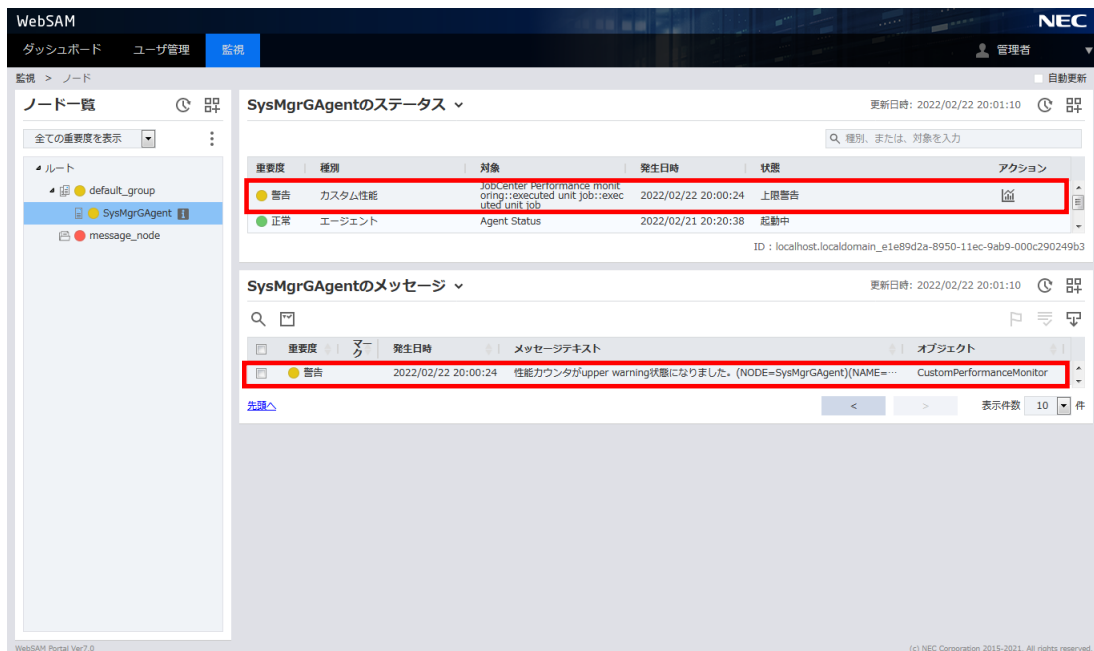 WebSAM
NEC
ダッシュボード ユーザ管理 監視 管理者
監視 > ノード 自動更新
ノード一覧
全ての重要度を表示
ルート
default_group
SysMgrGAgent
message_node
SysMgrGAgentのステータス 更新日時: 2022/02/22 20:01:10
種別、または、対象を入力
重要度 種別 対象 発生日時 状態 アクション
警告 カスタム性能 JobCenter Performance monit
oring::executed unit job::exec
uted unit job 2022/02/22 20:00:24 上限警告
正常 エージェント Agent Status 2022/02/21 20:20:38 起動中
ID : localhost.localdomain_e1e89d2a-8950-11ec-9ab9-000c290249b3
SysMgrGAgentのメッセージ 更新日時: 2022/02/22 20:01:10
重要度 マーク 発生日時 メッセージテキスト オブジェクト
警告 2022/02/22 20:00:24 性能カウンタがupper warning状態になりました。(NODE=SysMgrGAgent)(NAME=… CustomPerformanceMonitor
先頭へ < > 表示件数 10 件
WebSAM Portal Ver7.0 (c) NEC Corporation 2015-2021. All rights reserved.